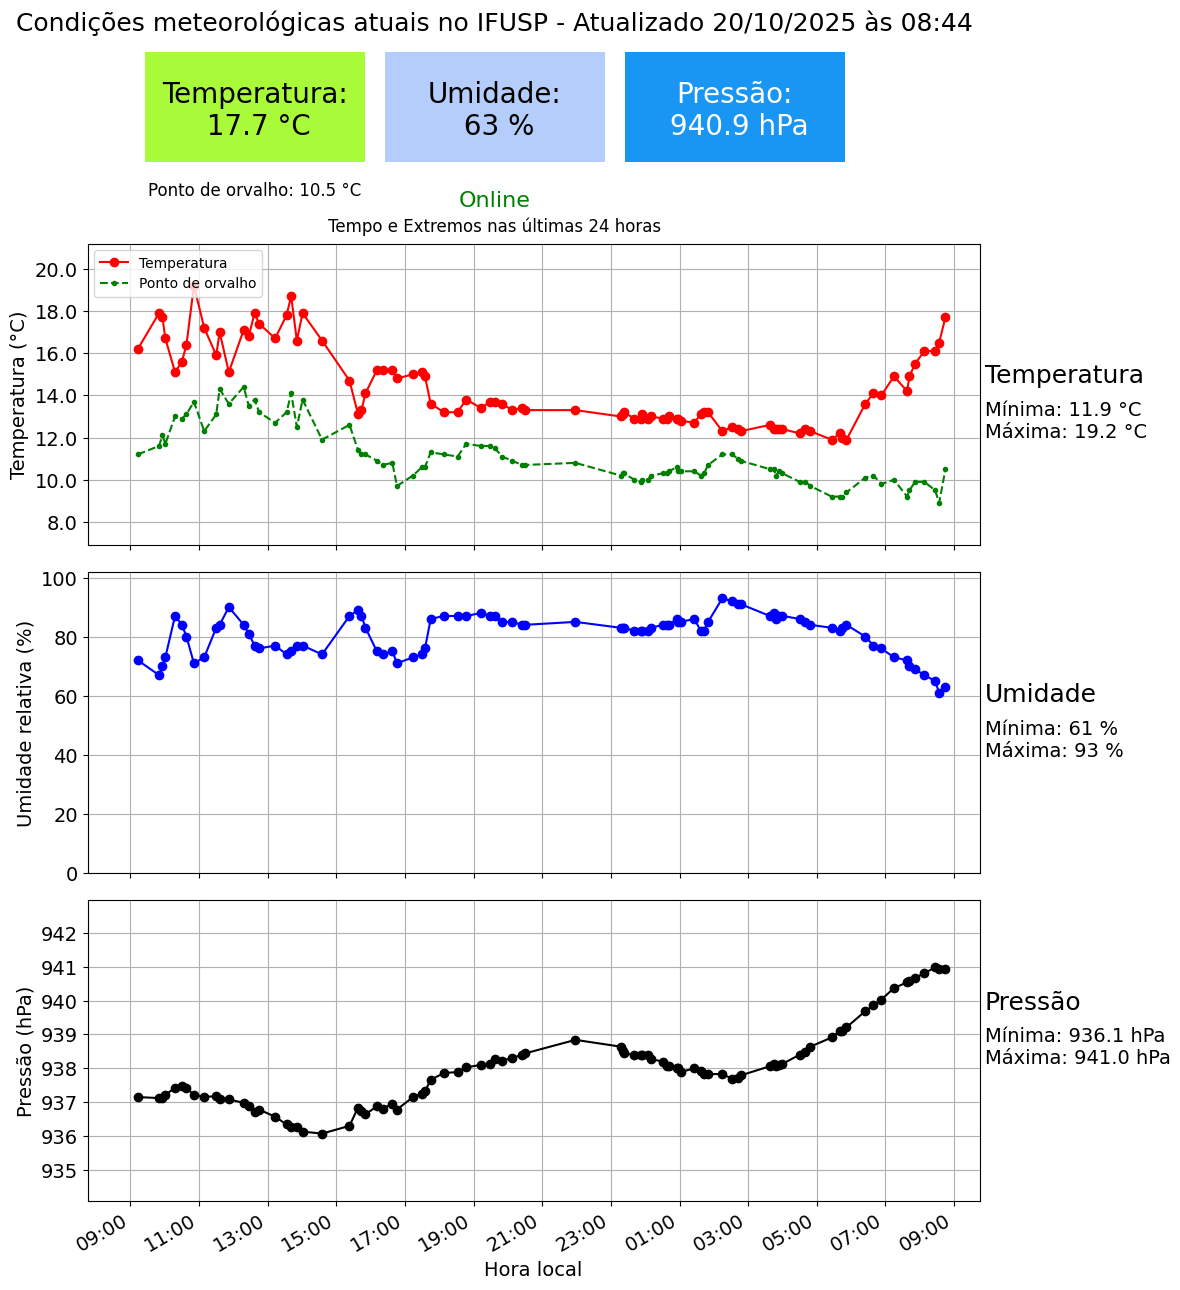 Condições meteorológicas atuais no IFUSP - Atualizado 20/10/2025 às 08:44
Temperatura:
17.7 °C
Umidade:
63 %
Pressão:
940.9 hPa
Ponto de orvalho: 10.5 °C
Online
Tempo e Extremos nas últimas 24 horas
Temperatura
Ponto de orvalho
Temperatura (°C)
20.0
18.0
16.0
14.0
12.0
10.0
8.0
Temperatura
Mínima: 11.9 °C
Máxima: 19.2 °C
Umidade relativa (%)
100
80
60
40
20
0
Umidade
Mínima: 61 %
Máxima: 93 %
Pressão (hPa)
942
941
940
939
938
937
936
935
Pressão
Mínima: 936.1 hPa
Máxima: 941.0 hPa
09:00
11:00
13:00
15:00
17:00
19:00
21:00
23:00
01:00
03:00
05:00
07:00
09:00
Hora local